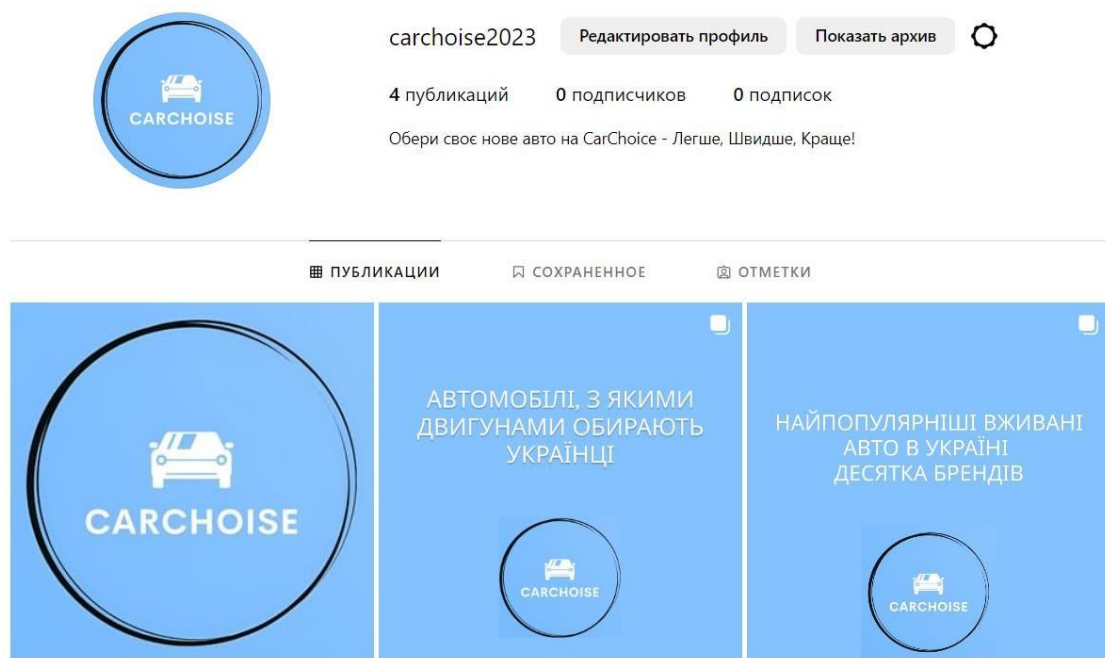 CARCHOISE
carchoise2023 Редактировать профиль Показать архив
4 публикаций 0 подписчиков 0 подписок
Обери своє нове авто на CarChoice - Легше, Швидше, Краще!
ПУБЛИКАЦИИ СОХРАНЕННОЕ ОТМЕТКИ
CARCHOISE
АВТОМОБІЛІ, З ЯКИМИ
ДВИГУНАМИ ОБИРАЮТЬ
УКРАЇНЦІ
CARCHOISE
НАЙПОПУЛЯРНІШІ ВЖИВАНІ
АВТО В УКРАЇНІ
ДЕСЯТКА БРЕНДІВ
CARCHOISE